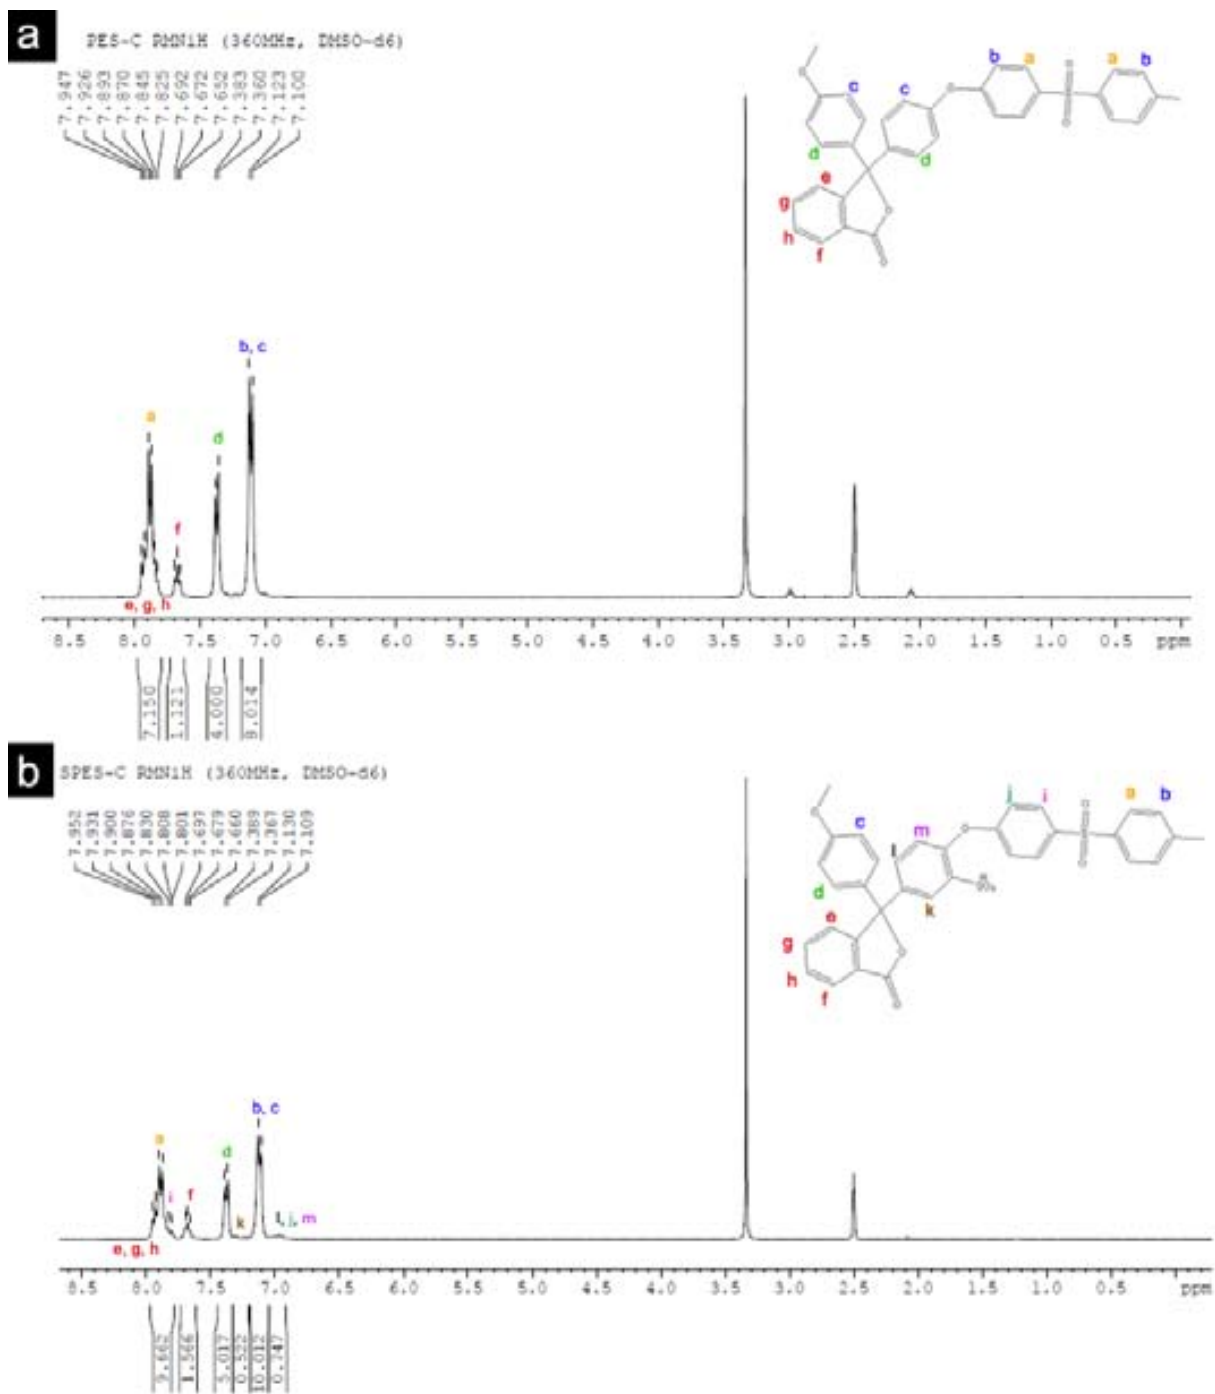 a
PES-C RMN1H (360MHz, DMSO-d6)
7.947
7.926
7.893
7.870
7.845
7.825
7.692
7.672
7.652
7.383
7.360
7.123
7.100
b a a b
c c
d d
e
g
h
f
b, c
a
d
f
e, g, h
8.5 8.0 7.5 7.0 6.5 6.0 5.5 5.0 4.5 4.0 3.5 3.0 2.5 2.0 1.5 1.0 0.5 ppm
7.150
1.121
4.000
8.014
b
SPES-C RMN1H (360MHz, DMSO-d6)
7.952
7.931
7.900
7.876
7.830
7.808
7.801
7.697
7.679
7.660
7.389
7.367
7.130
7.109
j i a b
c m
l
d k
e
g
h
f
b, c
a
d
i f
k l, j, m
e, g, h
8.5 8.0 7.5 7.0 6.5 6.0 5.5 5.0 4.5 4.0 3.5 3.0 2.5 2.0 1.5 1.0 0.5 ppm
9.662
1.566
5.017
0.522
10.012
0.747